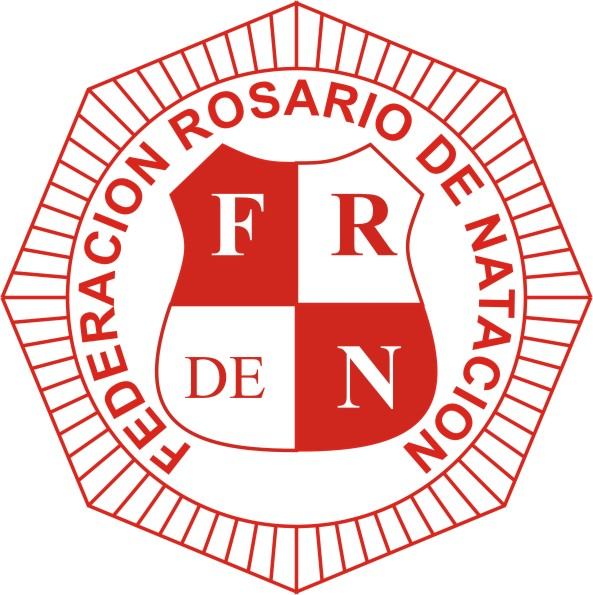 FEDERACION ROSARIO DE NATACION
F R
DE N